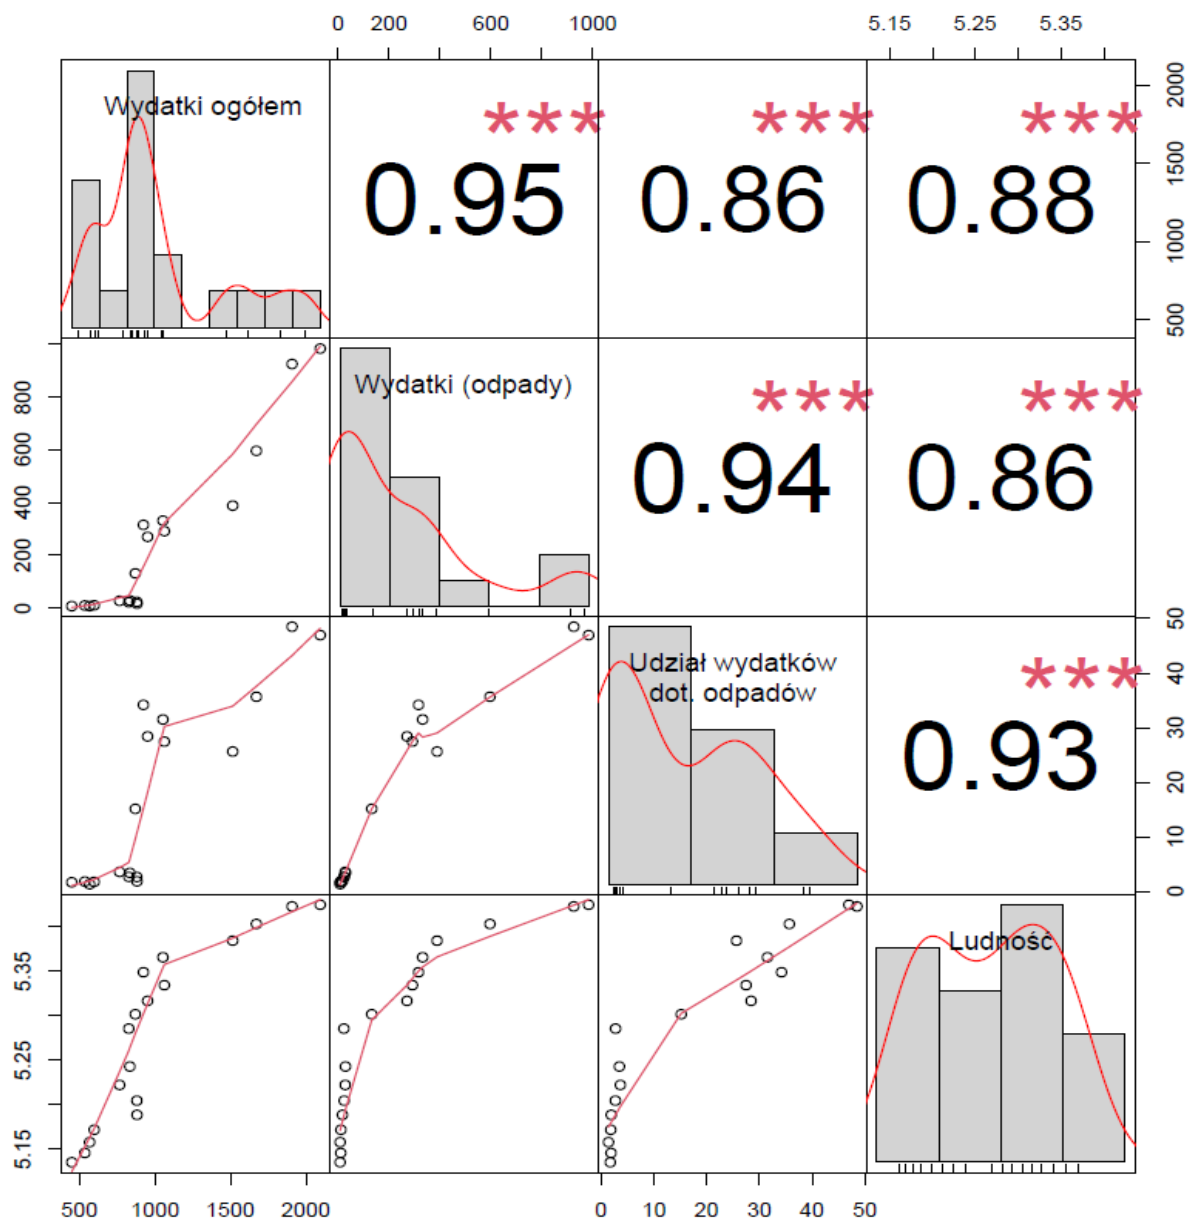 0 200 600 1000 5.15 5.25 5.35
Wydatki ogółem
***
0.95
***
0.86
***
0.88
500 1000 1500 2000
0 200 400 600 800
Wydatki (odpady)
***
0.94
***
0.86
Udział wydatków
dot. odpadów
***
0.93
0 10 20 30 40 50
5.15 5.25 5.35
Ludność
500 1000 1500 2000 0 10 20 30 40 50